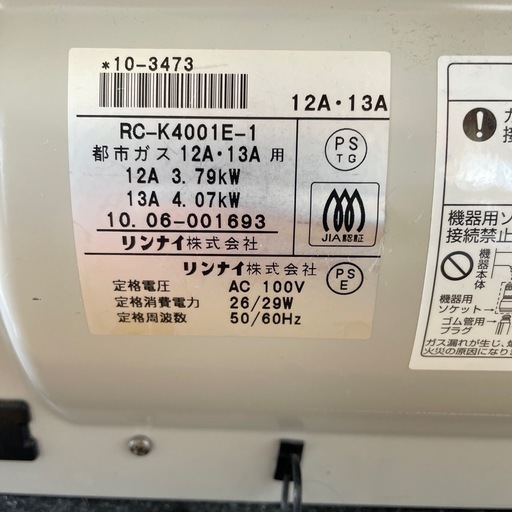 *10-3473
12A・13A
RC-K4001E-1
都市ガス 12A・13A 用
12A 3.79kW
13A 4.07kW
10.06-001693
リンナイ株式会社
PS
TG
JIA認証
リンナイ株式会社
定格電圧 AC 100V
定格消費電力 26/29W
定格周波数 50/60Hz
PS
E
接
機器用ソ
接続禁止
機器本体
機器用
ソケット
ゴム管用
プラグ
ガス漏れが生じ、
火災の原因になり